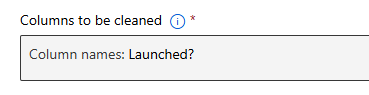 Columns to be cleaned ⓘ *
Column names: Launched?